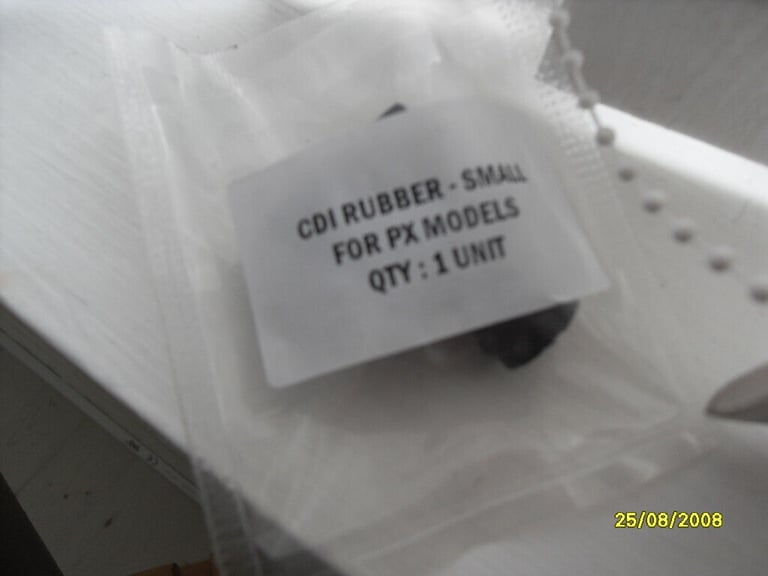 CDI RUBBER - SMALL
FOR PX MODELS
QTY : 1 UNIT
25/08/2008